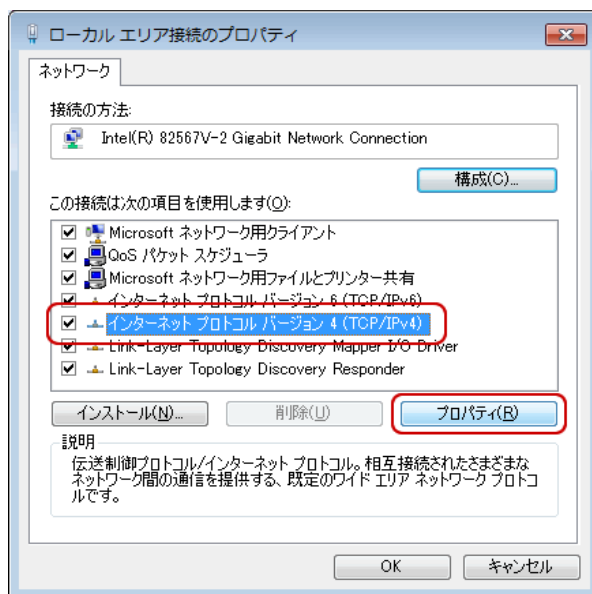 ローカル エリア接続のプロパティ
ネットワーク
接続の方法:
Intel(R) 82567V-2 Gigabit Network Connection
構成(C)...
この接続は次の項目を使用します(O):
Microsoft ネットワーク用クライアント
QoS パケット スケジューラ
Microsoft ネットワーク用ファイルとプリンター共有
インターネット プロトコル バージョン 6 (TCP/IPv6)
インターネット プロトコル バージョン 4 (TCP/IPv4)
Link-Layer Topology Discovery Mapper I/O Driver
Link-Layer Topology Discovery Responder
インストール(N)... 削除(U) プロパティ(R)
説明
伝送制御プロトコル/インターネット プロトコル。相互接続されたさまざまな
ネットワーク間の通信を提供する、既定のワイド エリア ネットワーク プロトコ
ルです。
OK キャンセル